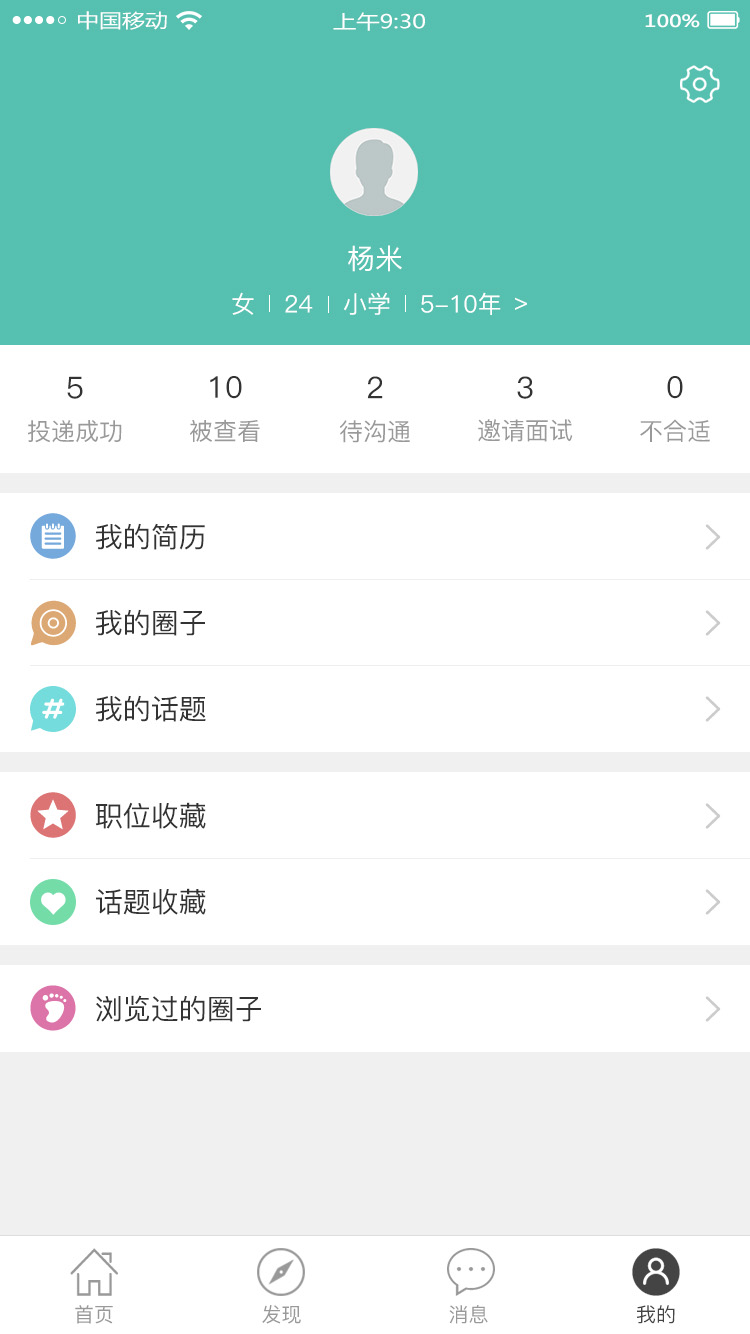 中国移动 上午9:30 100%
杨米
女 24 小学 5-10年 >
5 10 2 3 0
投递成功 被查看 待沟通 邀请面试 不合适
我的简历
我的圈子
# 我的话题
职位收藏
话题收藏
浏览过的圈子
首页 发现 消息 我的